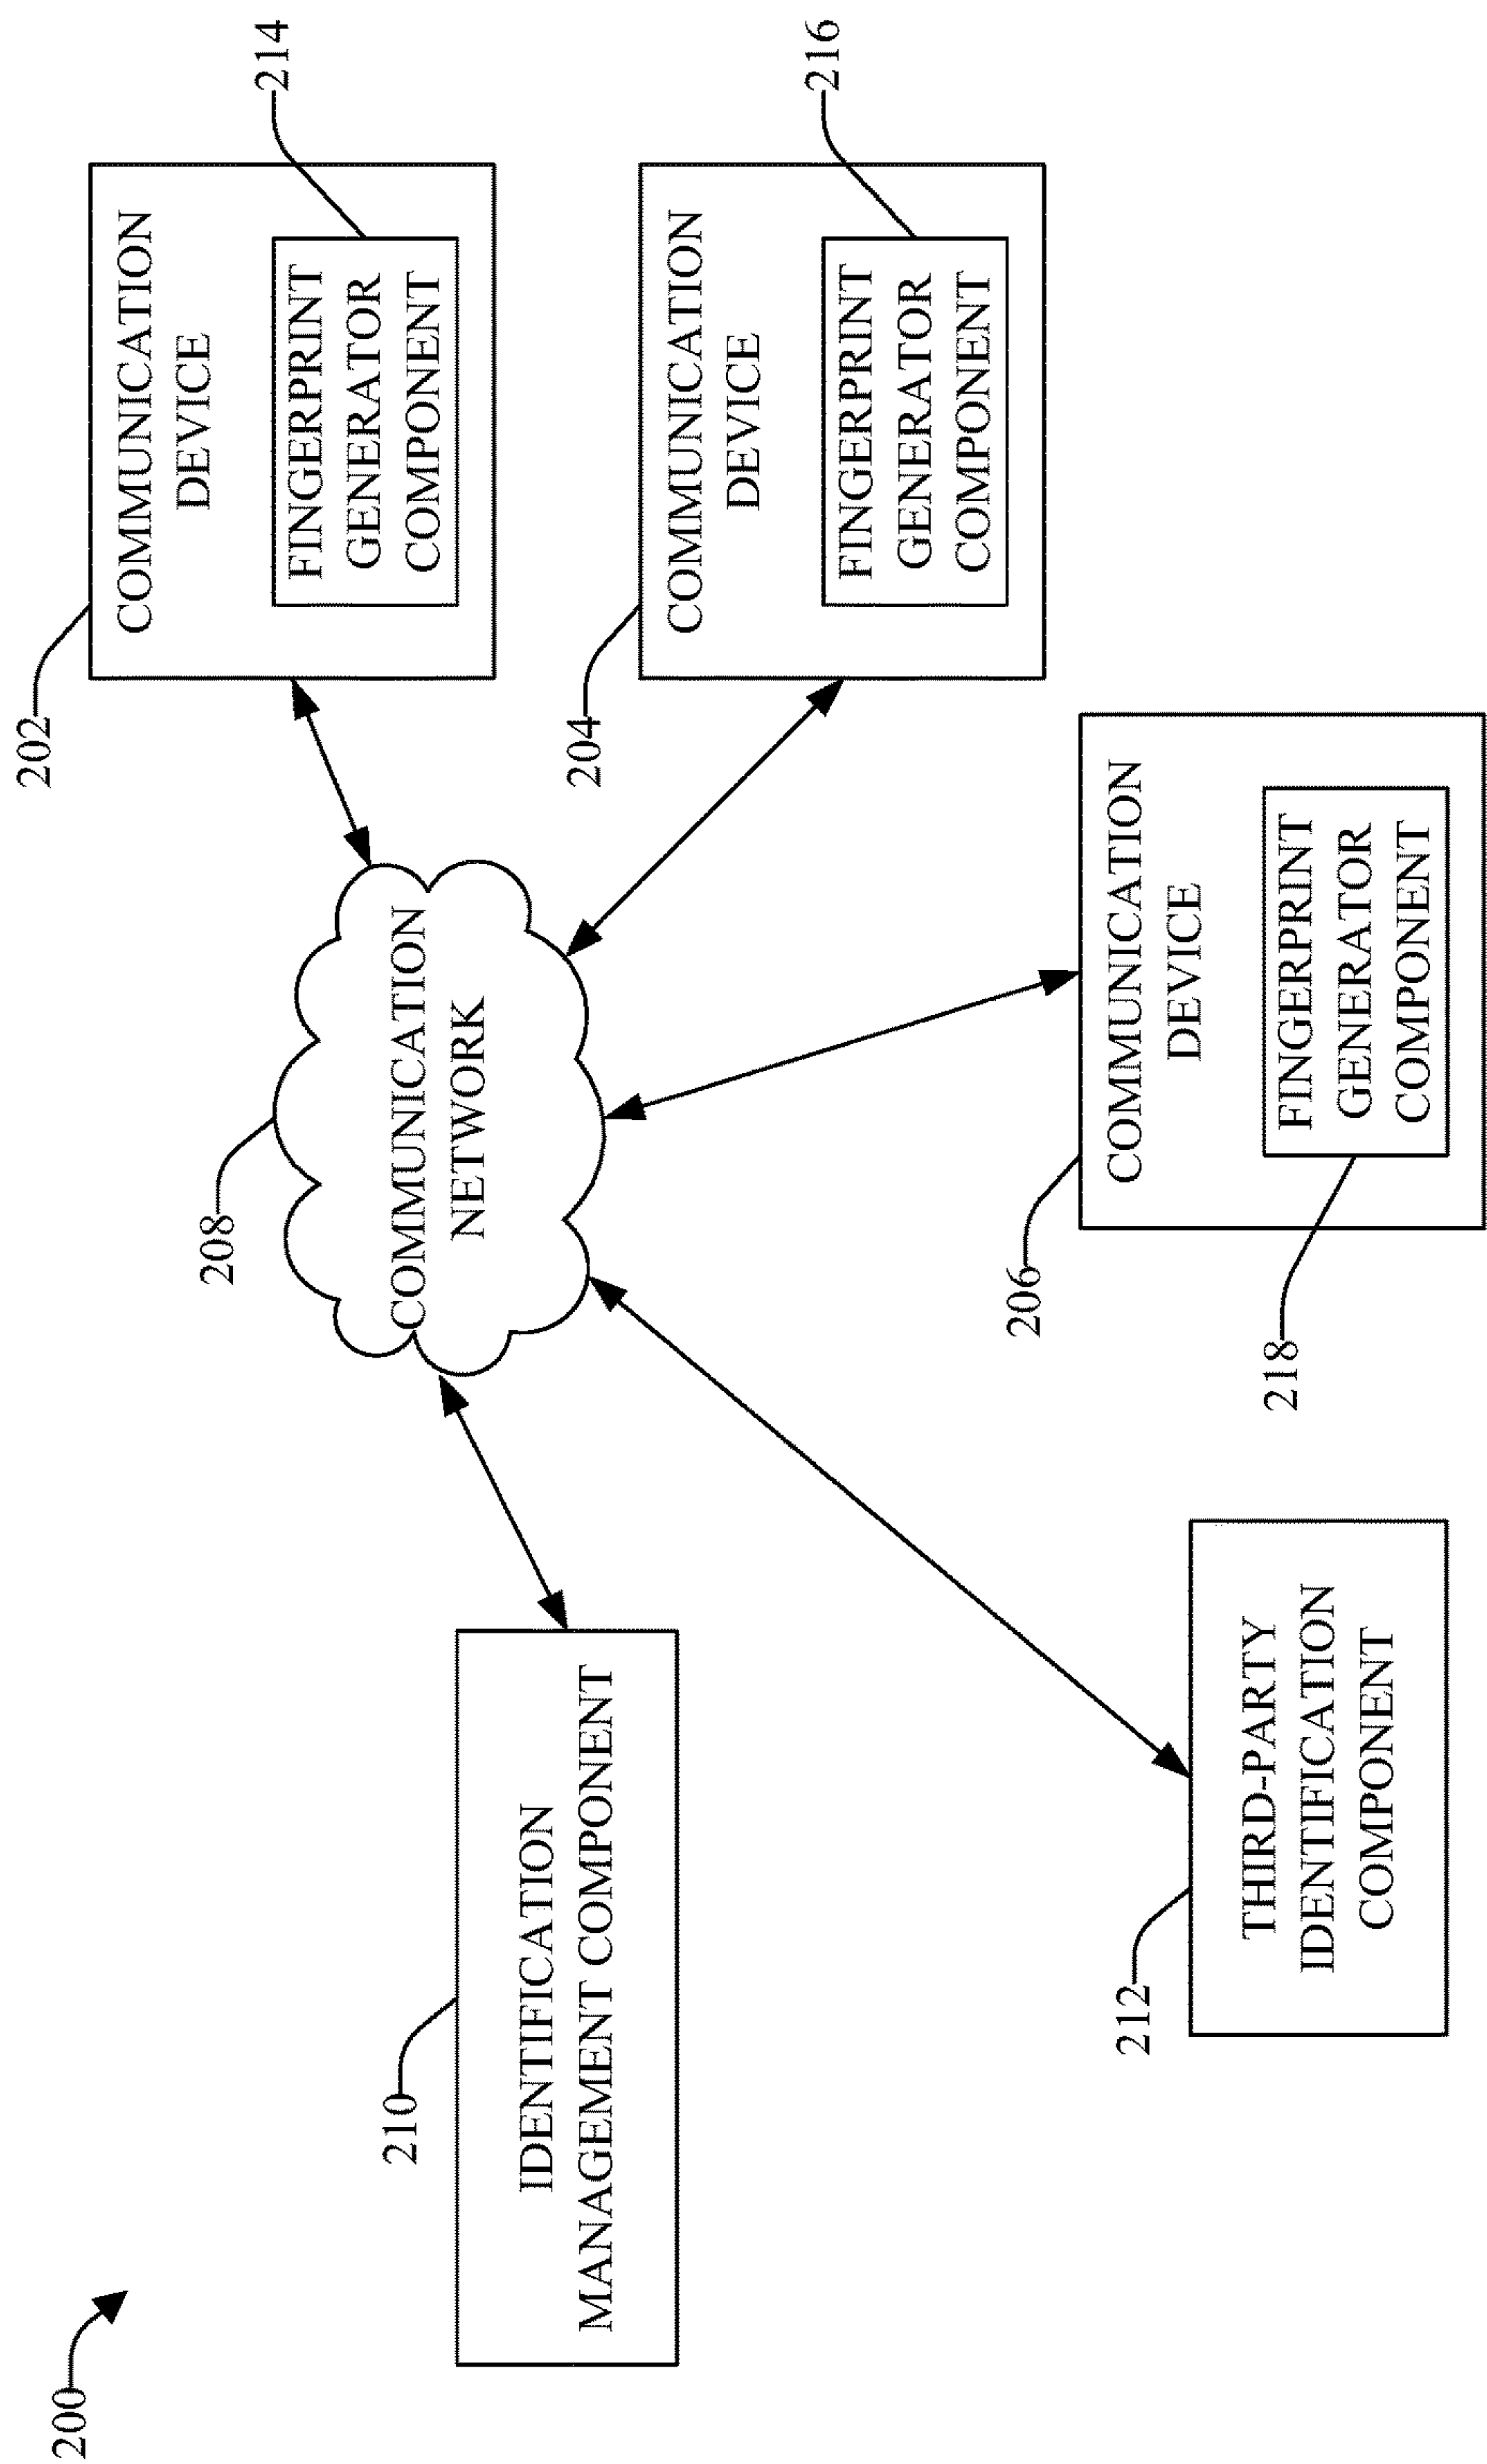 200
210
IDENTIFICATION
MANAGEMENT COMPONENT
208
COMMUNICATION
NETWORK
202
COMMUNICATION
DEVICE
FINGERPRINT
GENERATOR
COMPONENT
214
204
COMMUNICATION
DEVICE
FINGERPRINT
GENERATOR
COMPONENT
216
206
COMMUNICATION
DEVICE
FINGERPRINT
GENERATOR
COMPONENT
218
212
THIRD-PARTY
IDENTIFICATION
COMPONENT